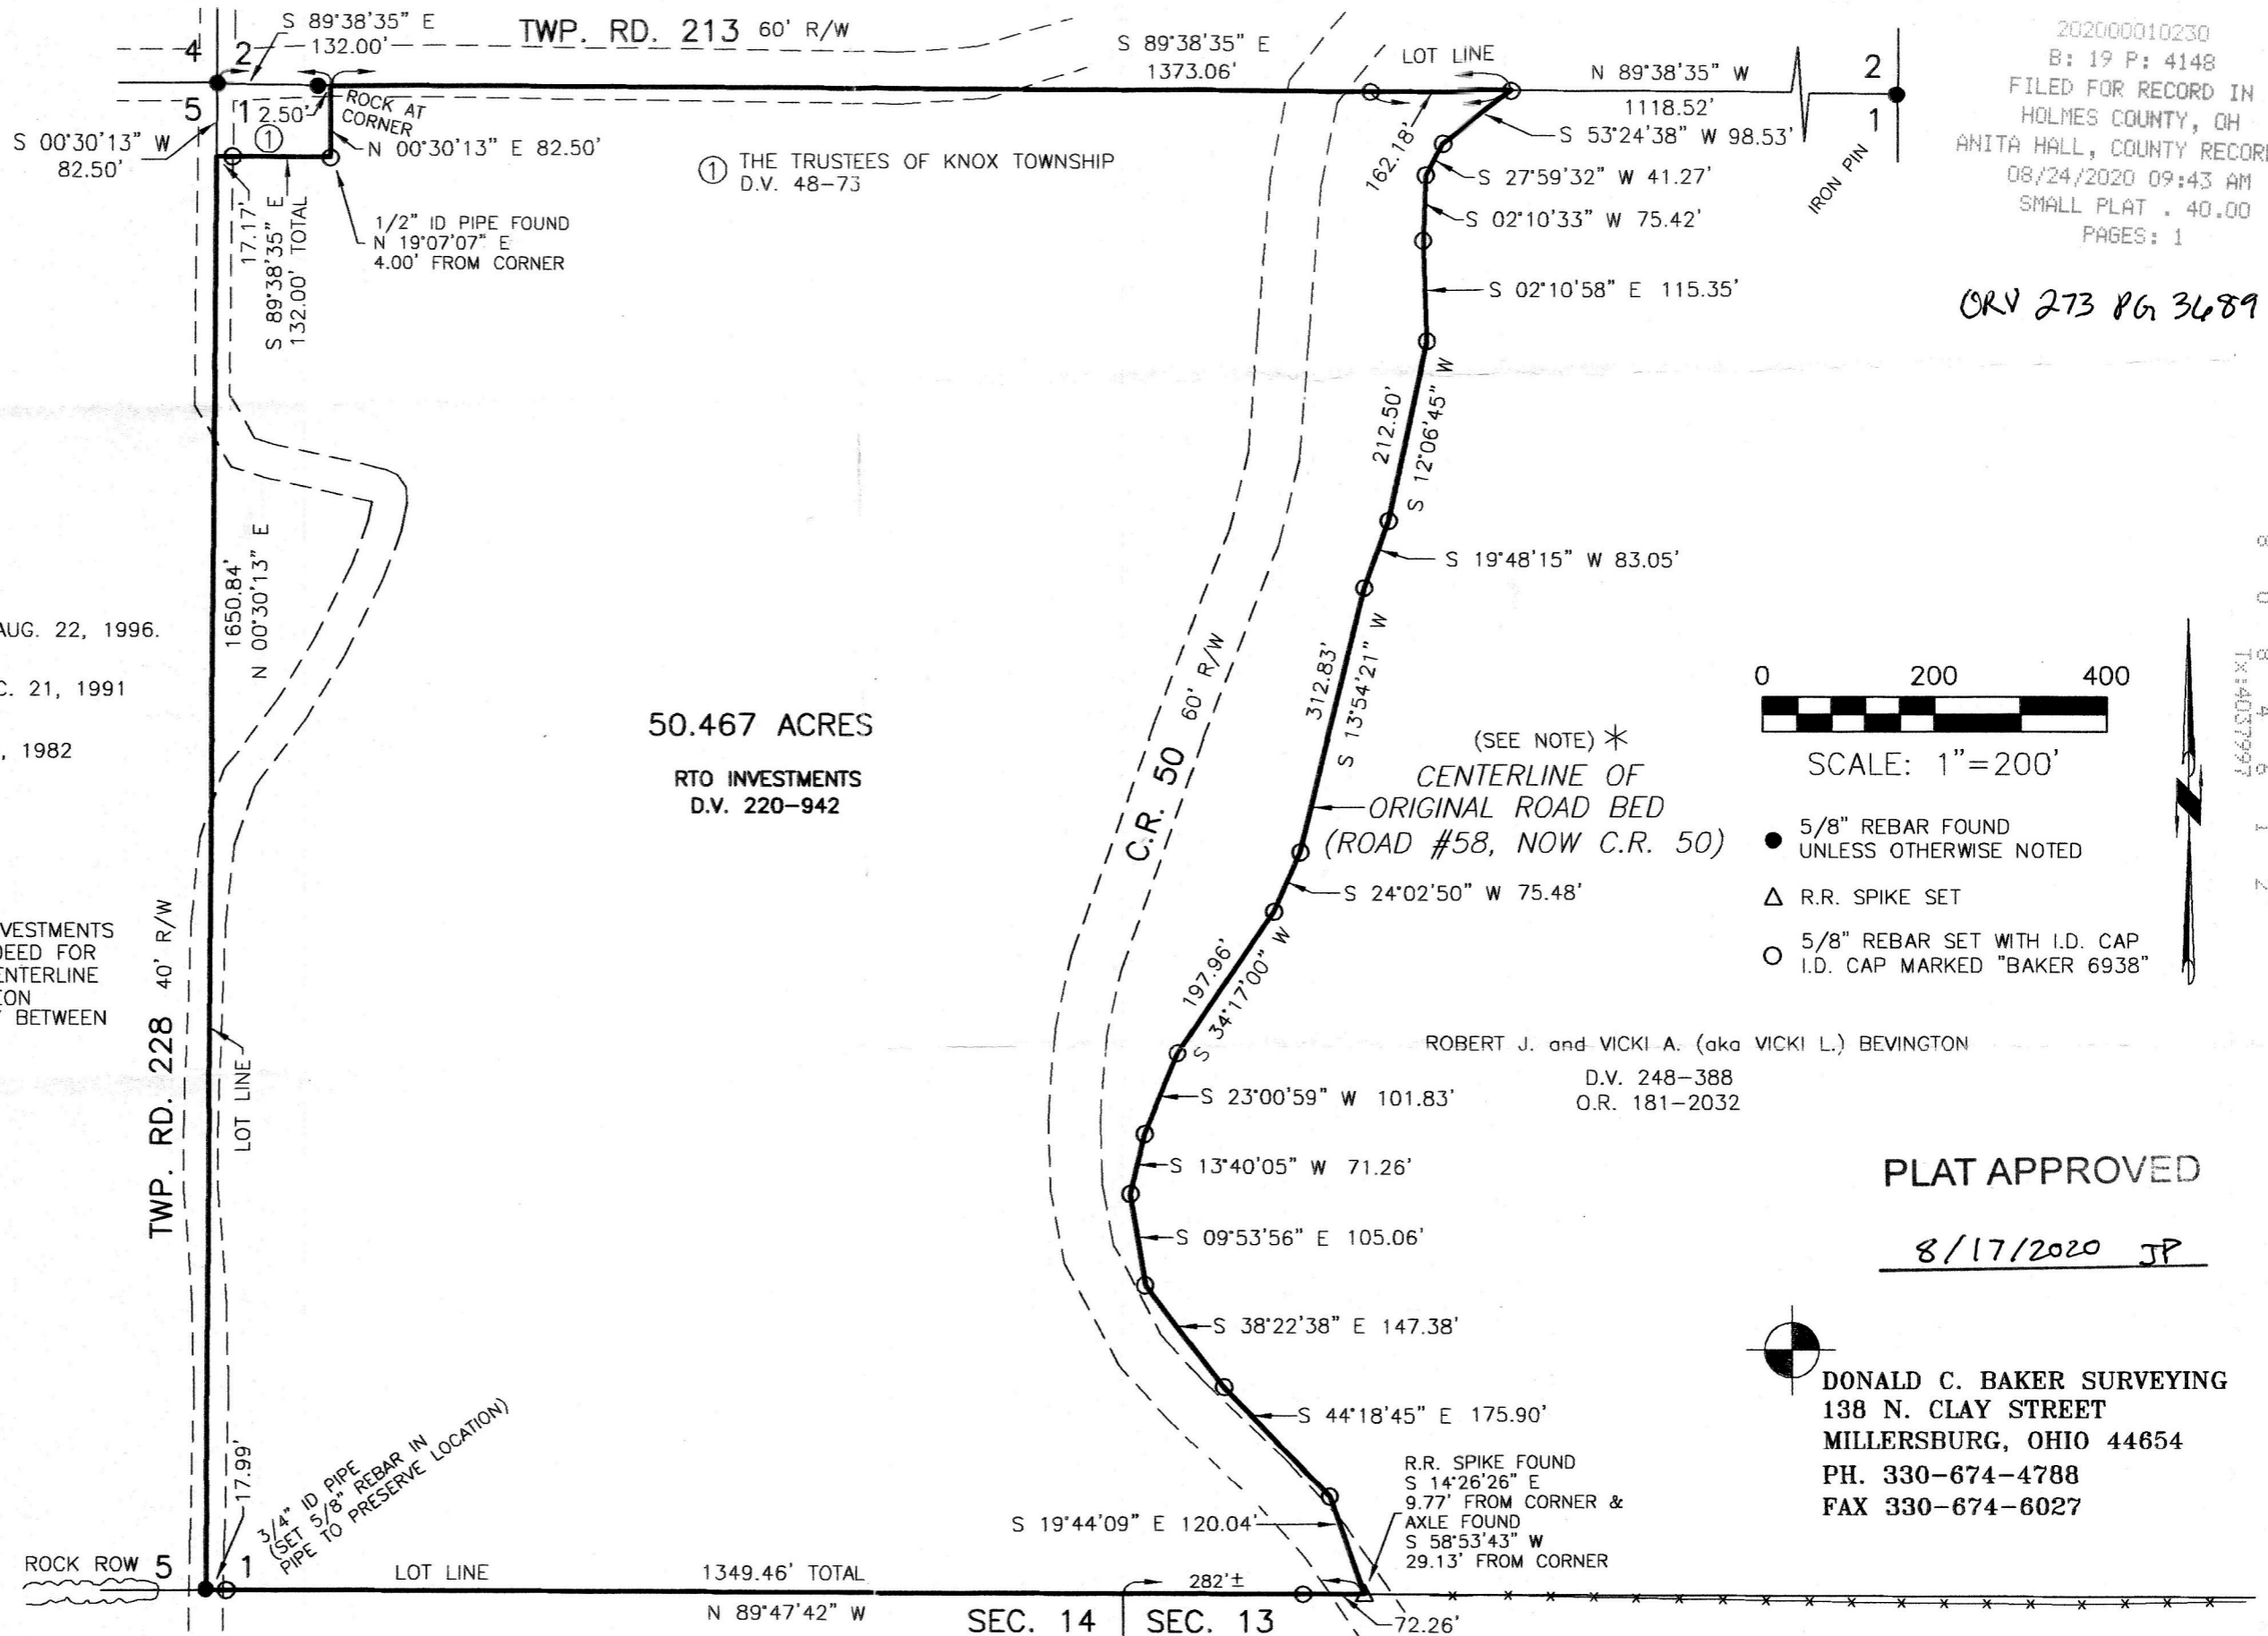 S 89°38'35" E
132.00'
TWP. RD. 213 60' R/W
4 2
5 1
2.50'
ROCK AT
CORNER
S 00°30'13" W
82.50'
①
N 00°30'13" E 82.50'
① THE TRUSTEES OF KNOX TOWNSHIP
D.V. 48-73
17.17'
S 89°38'35" E
132.00' TOTAL
1/2" ID PIPE FOUND
N 19°07'07" E
4.00' FROM CORNER
S 89°38'35" E
1373.06'
LOT LINE
N 89°38'35" W
1118.52'
2
1
IRON PIN
162.18'
S 53°24'38" W 98.53'
S 27°59'32" W 41.27'
S 02°10'33" W 75.42'
S 02°10'58" E 115.35'
212.50'
S 12°06'45" W
S 19°48'15" W 83.05'
312.83'
S 13°54'21" W
202000010230
B: 19 P: 4148
FILED FOR RECORD IN
HOLMES COUNTY, OH
ANITA HALL, COUNTY RECOR
08/24/2020 09:43 AM
SMALL PLAT . 40.00
PAGES: 1
ORV 273 PG 3689
1650.84'
N 00°30'13" E
AUG. 22, 1996.
C. 21, 1991
, 1982
50.467 ACRES
RTO INVESTMENTS
D.V. 220-942
C.R. 50 60' R/W
(SEE NOTE) *
CENTERLINE OF
ORIGINAL ROAD BED
(ROAD #58, NOW C.R. 50)
0 200 400
SCALE: 1"=200'
5/8" REBAR FOUND
UNLESS OTHERWISE NOTED
R.R. SPIKE SET
5/8" REBAR SET WITH I.D. CAP
I.D. CAP MARKED "BAKER 6938"
N
Tx:4037997
8 0 8 4 6 1 2
VESTMENTS
DEED FOR
ENTERLINE
ON
BETWEEN
TWP. RD. 228 40' R/W
LOT LINE
S 24°02'50" W 75.48'
197.96'
S 34°17'00" W
S 23°00'59" W 101.83'
S 13°40'05" W 71.26'
S 09°53'56" E 105.06'
S 38°22'38" E 147.38'
S 44°18'45" E 175.90'
S 19°44'09" E 120.04'
ROBERT J. and VICKI A. (aka VICKI L.) BEVINGTON
D.V. 248-388
O.R. 181-2032
PLAT APPROVED
8/17/2020 JP
DONALD C. BAKER SURVEYING
138 N. CLAY STREET
MILLERSBURG, OHIO 44654
PH. 330-674-4788
FAX 330-674-6027
R.R. SPIKE FOUND
S 14°26'26" E
9.77' FROM CORNER &
AXLE FOUND
S 58°53'43" W
29.13' FROM CORNER
17.99'
3/4" ID PIPE
(SET 5/8" REBAR IN
PIPE TO PRESERVE LOCATION)
ROCK ROW 5 1
LOT LINE
1349.46' TOTAL
N 89°47'42" W
282'±
SEC. 14 SEC. 13
72.26'